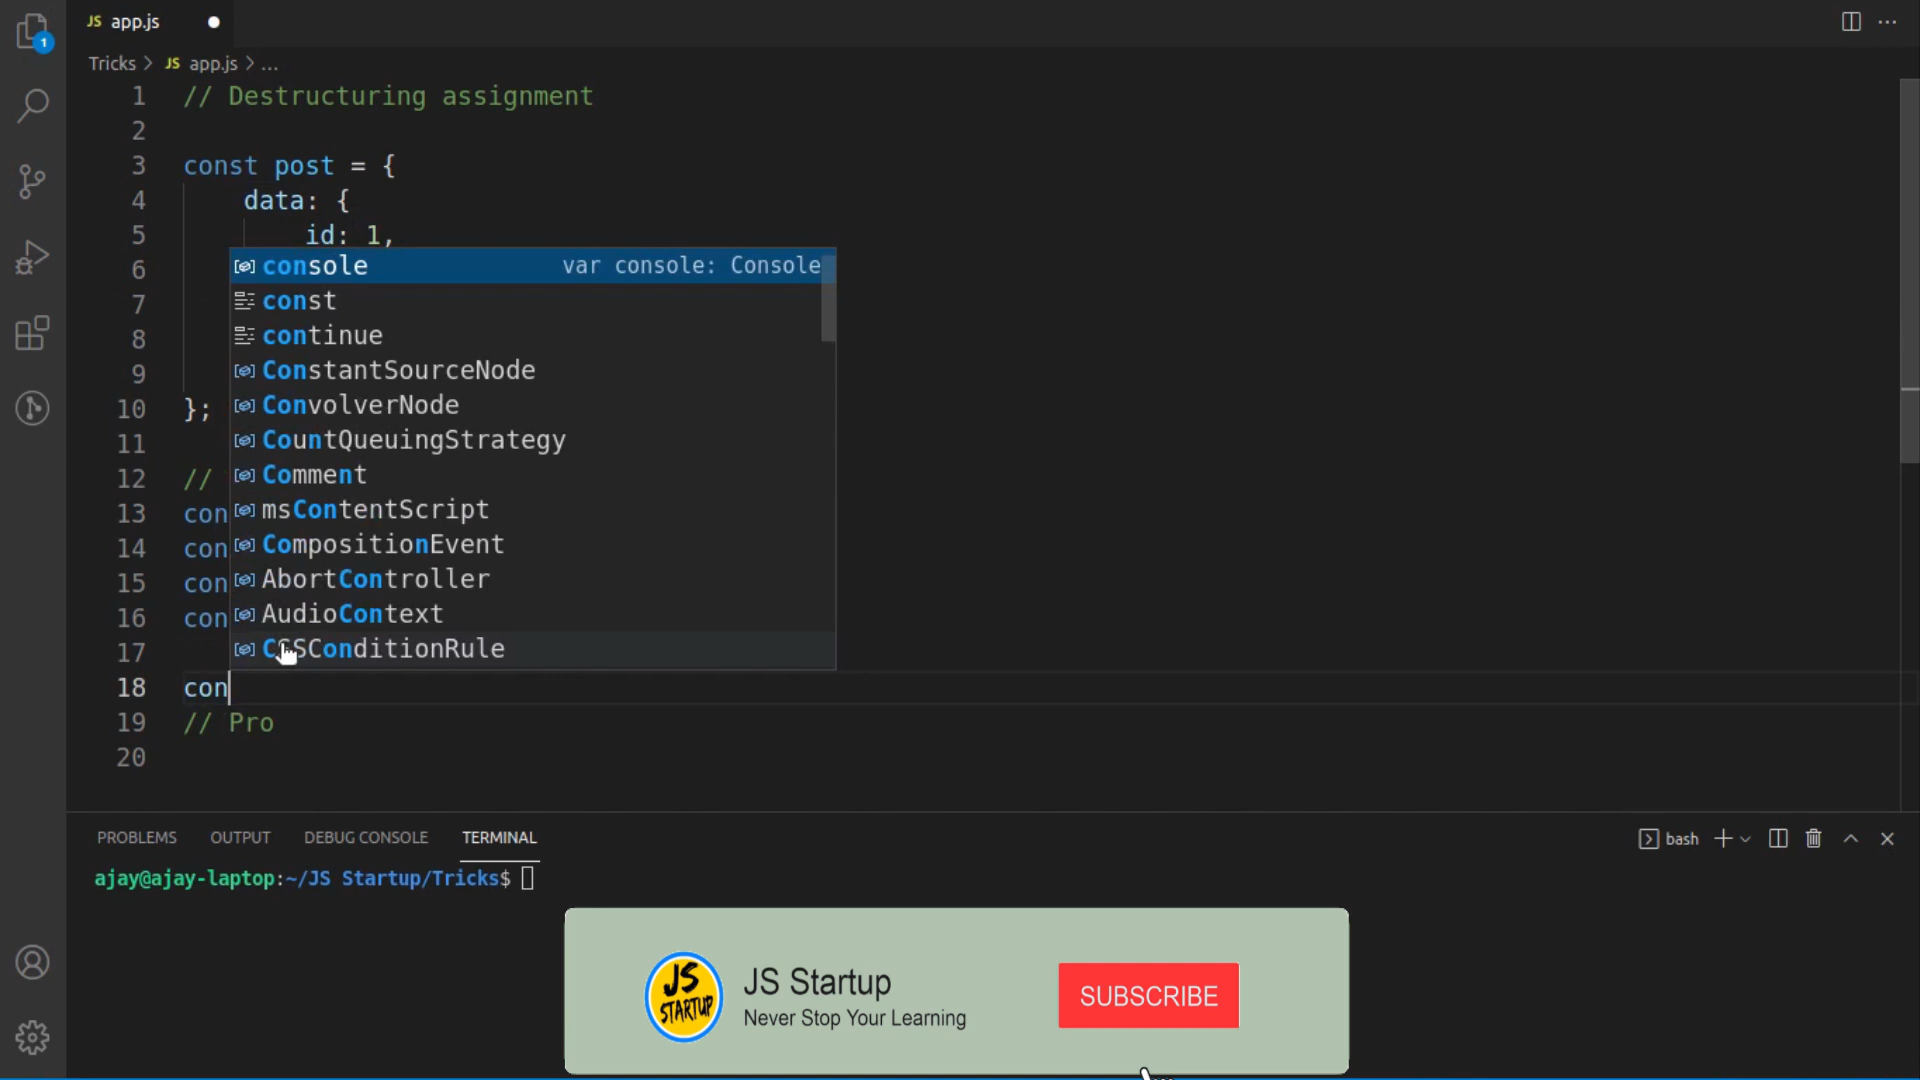 JS app.js
1
Tricks > JS app.js > ...
1 // Destructuring assignment
2
3 const post = {
4 data: {
5 id: 1,
6 console var console: Console
7 const
8 continue
9 ConstantSourceNode
10 }; ConvolverNode
11 CountQueuingStrategy
12 // Comment
13 con msContentScript
14 con CompositionEvent
15 con AbortController
16 con AudioContext
17 CSSConditionRule
18 con
19 // Pro
20
PROBLEMS OUTPUT DEBUG CONSOLE TERMINAL bash
ajay@ajay-laptop:~/JS Startup/Tricks$
JS STARTUP
JS Startup
Never Stop Your Learning
SUBSCRIBE